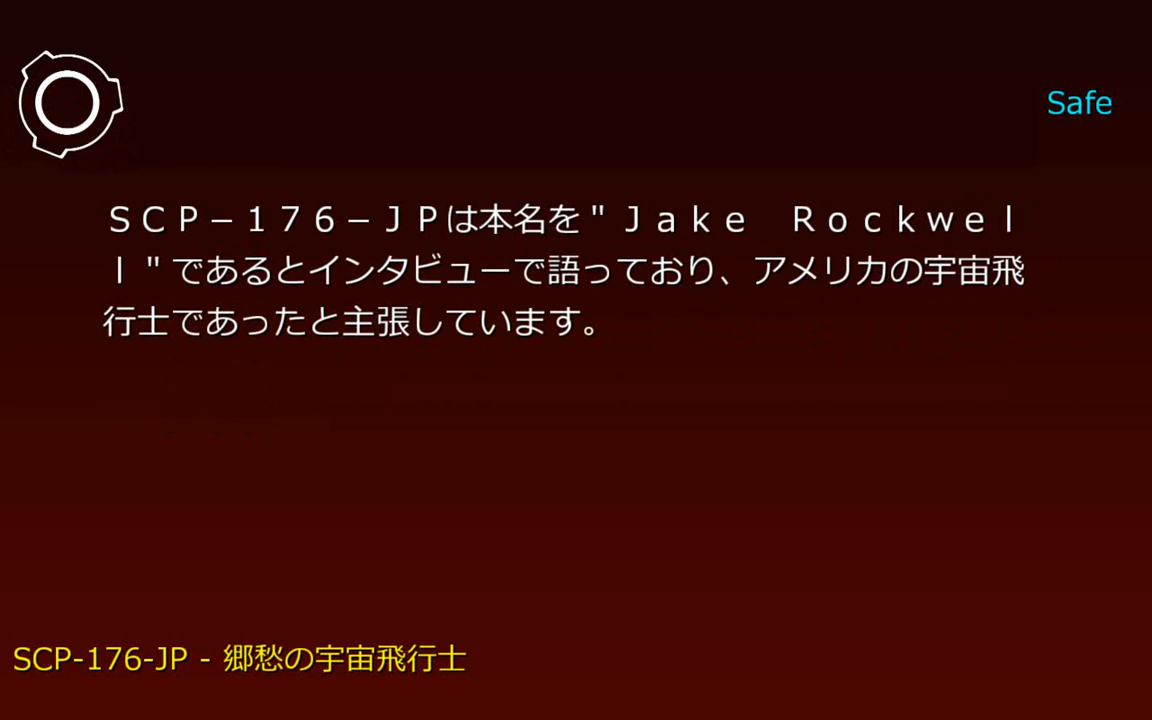 Safe
ＳＣＰ－１７６－ＪＰは本名を"Ｊａｋｅ　Ｒｏｃｋｗｅｌ
ｌ"であるとインタビューで語っており、アメリカの宇宙飛
行士であったと主張しています。
SCP-176-JP - 郷愁の宇宙飛行士